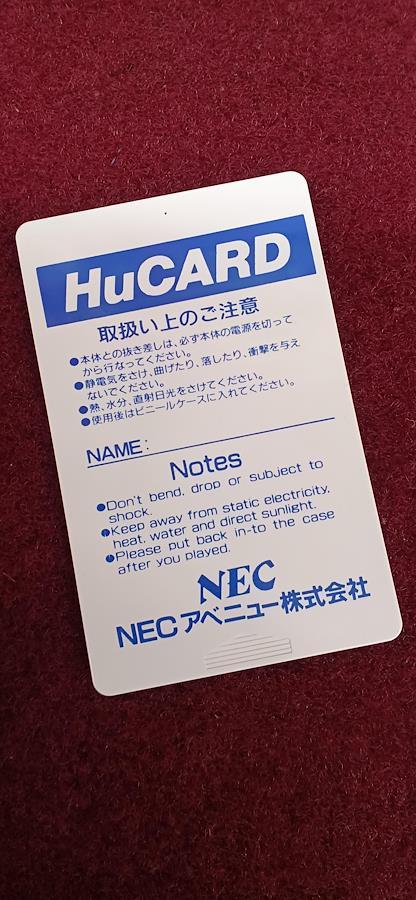 HuCARD
取扱い上のご注意
●本体との抜き差しは、必ず本体の電源を切って
から行なってください。
●静電気をさけ、曲げたり、落したり、衝撃を与え
ないでください。
●熱、水分、直射日光をさけてください。
●使用後はビニールケースに入れてください。
NAME:
Notes
●Don't bend, drop or subject to
shock.
●Keep away from static electricity,
heat, water and direct sunlight.
●Please put back in-to the case
after you played.
NEC
NECアベニュー株式会社